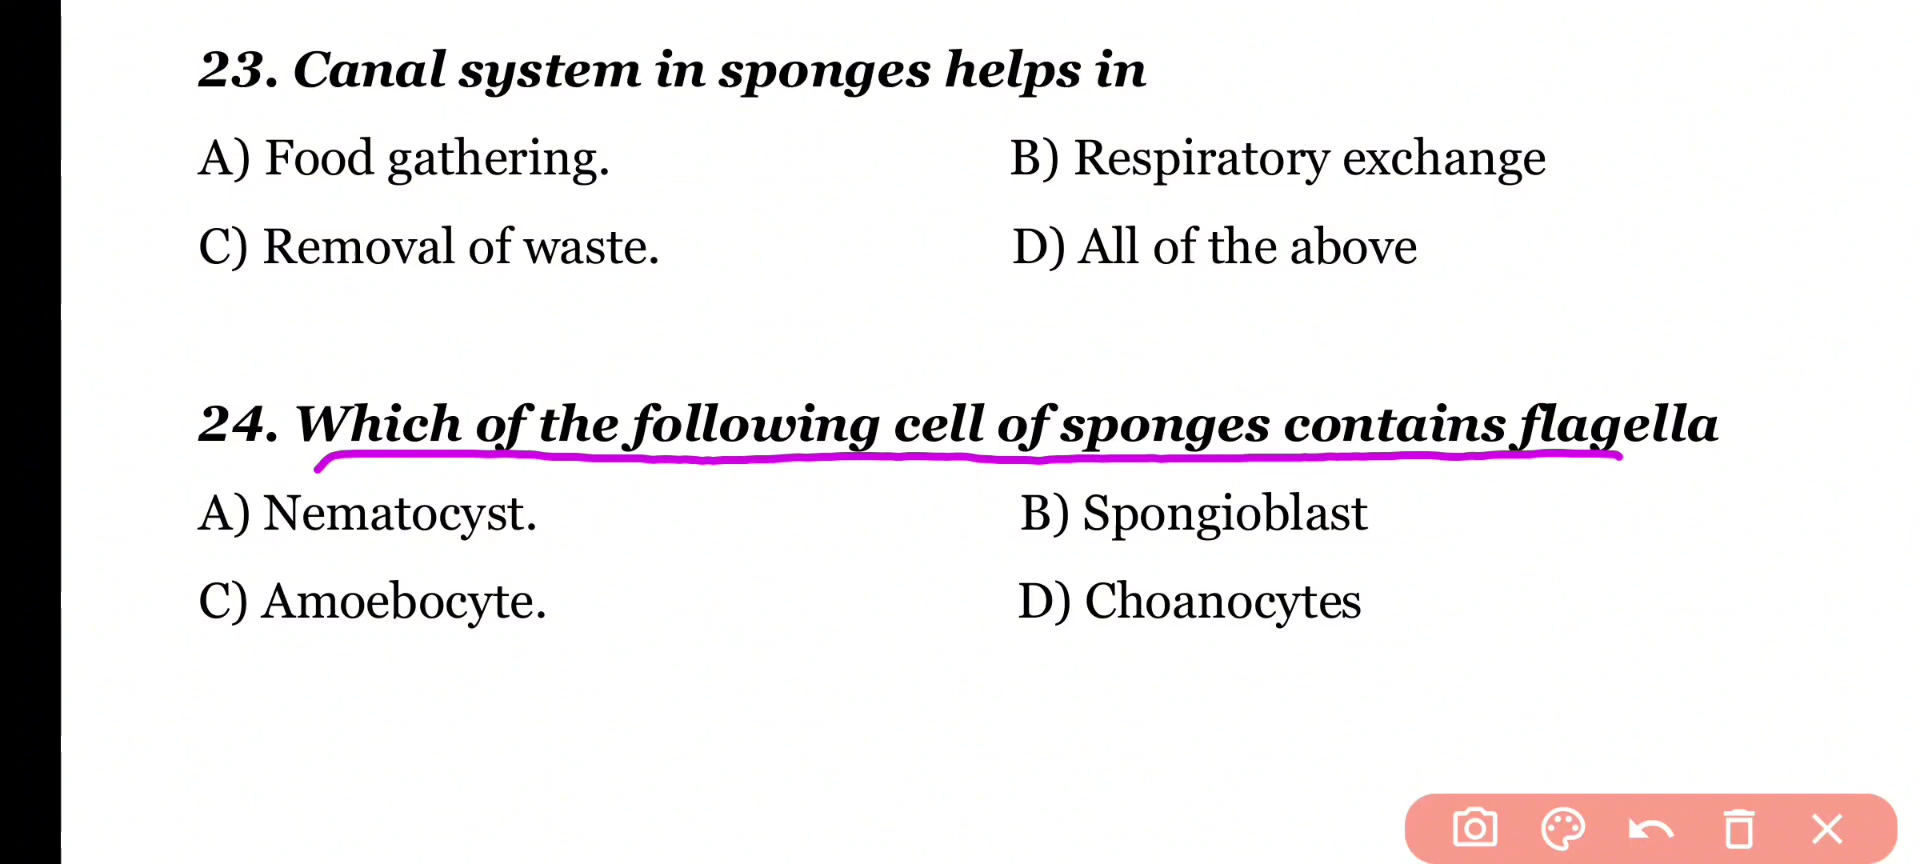 23. Canal system in sponges helps in
A) Food gathering. B) Respiratory exchange
C) Removal of waste. D) All of the above
24. Which of the following cell of sponges contains flagella
A) Nematocyst. B) Spongioblast
C) Amoebocyte. D) Choanocytes